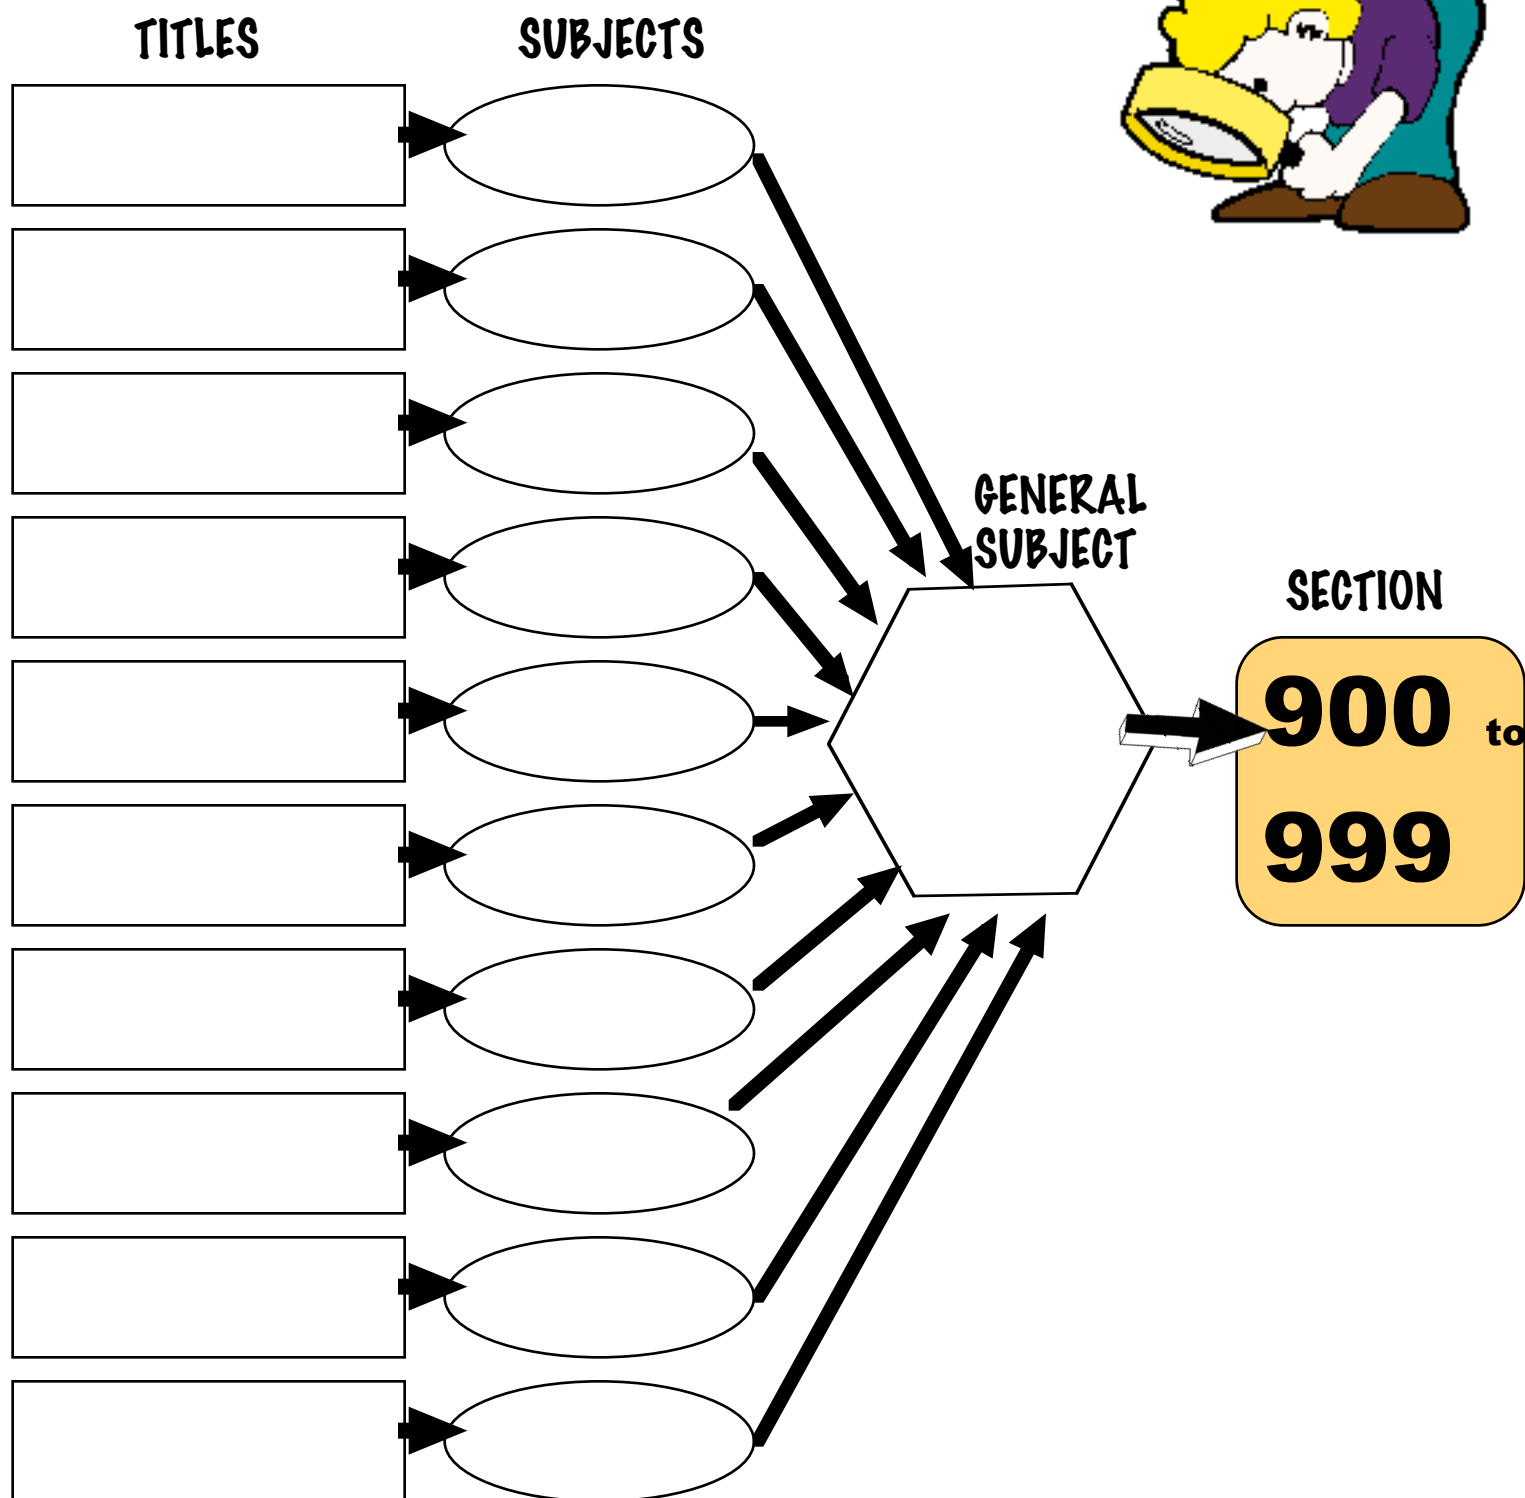 TITLES
SUBJECTS
GENERAL
SUBJECT
SECTION
900 to
999